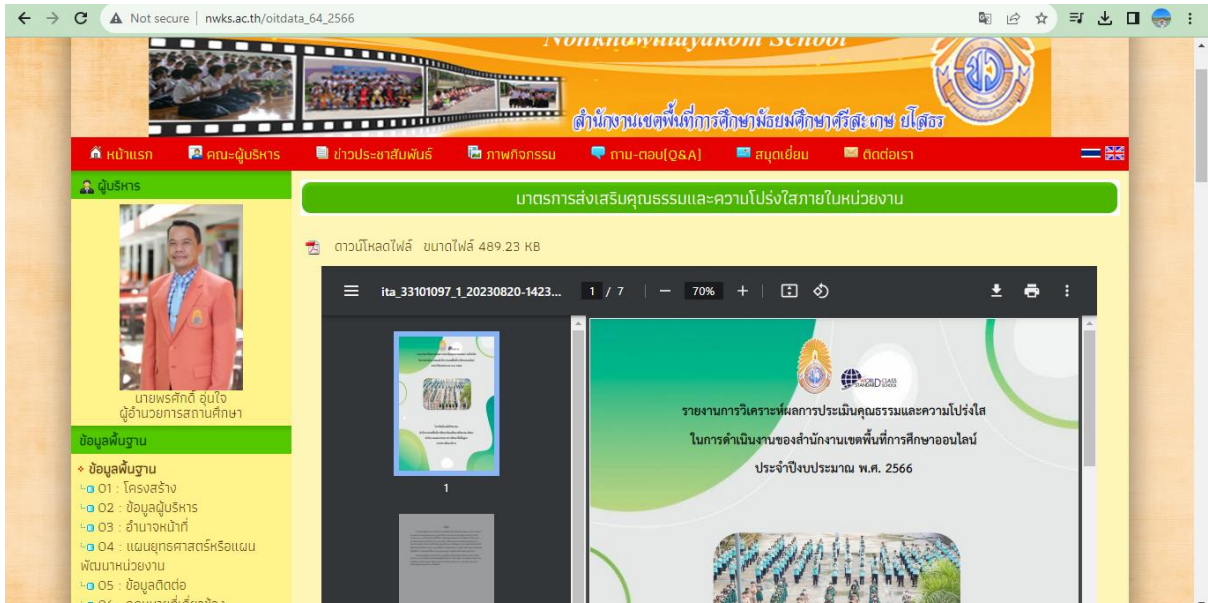 Not secure | nwks.ac.th/oitdata_64_2566
สำนักงานเขตพื้นที่การศึกษามัธยมศึกษาศรีสะเกษ ยโสธร
หน้าแรก คณะผู้บริหาร ข่าวประชาสัมพันธ์ ภาพกิจกรรม ถาม-ตอบ(Q&A) สมุดเยี่ยม ติดต่อเรา
ผู้บริหาร
นายพรศักดิ์ อุ่นใจ
ผู้อำนวยการสถานศึกษา
ข้อมูลพื้นฐาน
ข้อมูลพื้นฐาน
O1 : โครงสร้าง
O2 : ข้อมูลผู้บริหาร
O3 : อำนาจหน้าที่
O4 : แผนยุทธศาสตร์หรือแผน
พัฒนาหน่วยงาน
O5 : ข้อมูลติดต่อ
มาตรการส่งเสริมคุณธรรมและความโปร่งใสภายในหน่วยงาน
ดาวน์โหลดไฟล์ ขนาดไฟล์ 489.23 KB
ita_33101097_1_20230820-1423... 1 / 7 70%
1
WORLD CLASS
STANDARD SCHOOL
รายงานการวิเคราะห์ผลการประเมินคุณธรรมและความโปร่งใส
ในการดำเนินงานของสำนักงานเขตพื้นที่การศึกษาออนไลน์
ประจำปีงบประมาณ พ.ศ. 2566